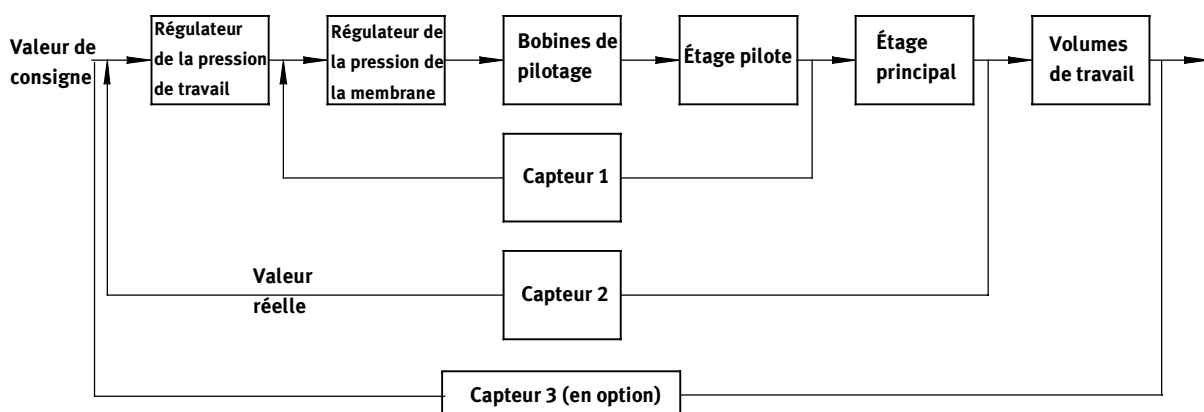 Valeur de
consigne
Régulateur
de la pression
de travail
Régulateur de
la pression de
la membrane
Bobines de
pilotage
Étage pilote
Étage
principal
Volumes
de travail
Capteur 1
Valeur
réelle
Capteur 2
Capteur 3 (en option)